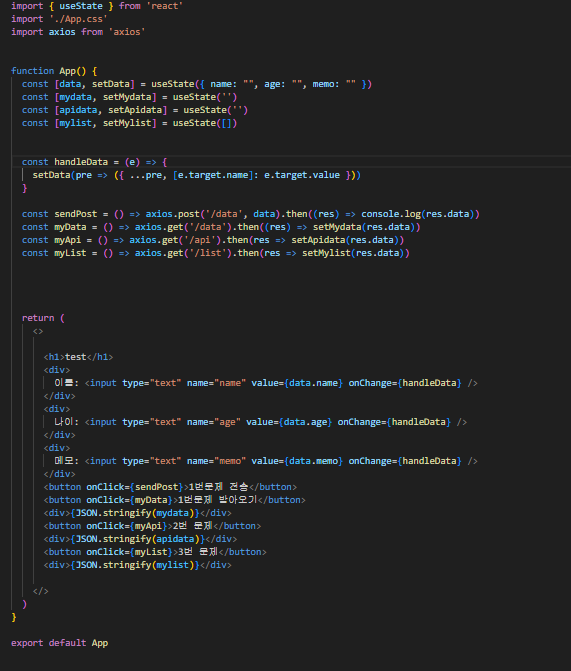 import { useState } from 'react'
import './App.css'
import axios from 'axios'
function App() {
const [data, setData] = useState({ name: "", age: "", memo: "" })
const [mydata, setMydata] = useState('')
const [apidata, setApidata] = useState('')
const [mylist, setMylist] = useState([])
const handleData = (e) => {
setData(pre => ({ ...pre, [e.target.name]: e.target.value }))
}
const sendPost = () => axios.post('/data', data).then((res) => console.log(res.data))
const myData = () => axios.get('/data').then((res) => setMydata(res.data))
const myApi = () => axios.get('/api').then(res => setApidata(res.data))
const myList = () => axios.get('/list').then(res => setMylist(res.data))
return (
<>
<h1>test</h1>
<div>
이름: <input type="text" name="name" value={data.name} onChange={handleData} />
</div>
<div>
나이: <input type="text" name="age" value={data.age} onChange={handleData} />
</div>
<div>
메모: <input type="text" name="memo" value={data.memo} onChange={handleData} />
</div>
<button onClick={sendPost}>1번문제 전송</button>
<button onClick={myData}>1번문제 받아오기</button>
<div>{JSON.stringify(mydata)}</div>
<button onClick={myApi}>2번 문제</button>
<div>{JSON.stringify(apidata)}</div>
<button onClick={myList}>3번 문제</button>
<div>{JSON.stringify(mylist)}</div>
</>
)
}
export default App